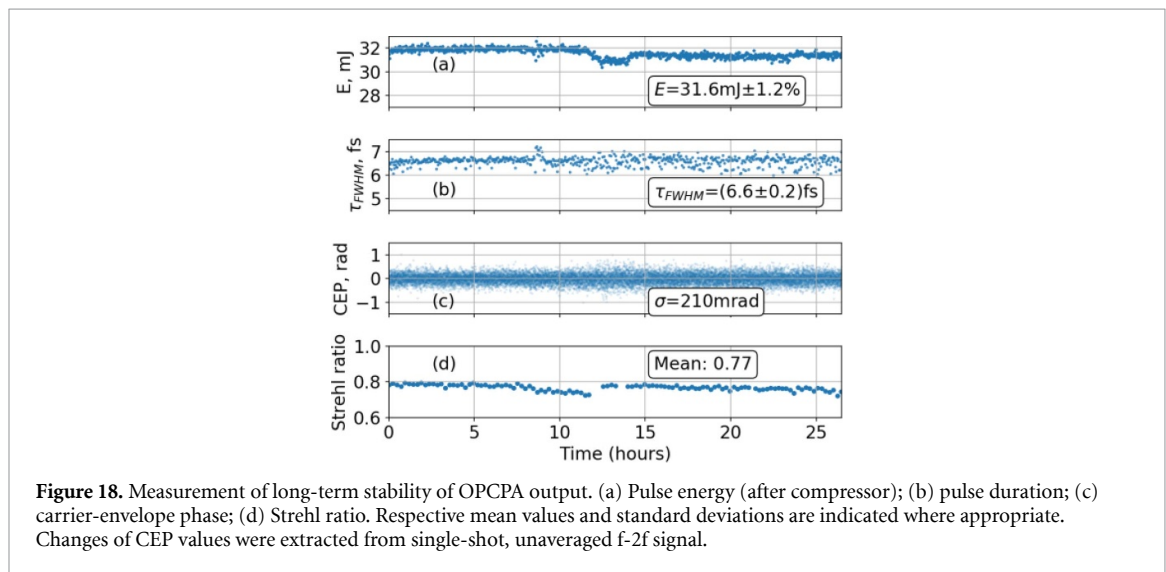 E, mJ
32
30
28
(a)
E=31.6mJ±1.2%
τFWHM, fs
7
6
5
(b)
τFWHM=(6.6±0.2)fs
CEP, rad
1
0
−1
(c)
σ=210mrad
Strehl ratio
1.0
0.8
0.6
(d)
Mean: 0.77
0 5 10 15 20 25
Time (hours)
Figure 18. Measurement of long-term stability of OPCPA output. (a) Pulse energy (after compressor); (b) pulse duration; (c)
carrier-envelope phase; (d) Strehl ratio. Respective mean values and standard deviations are indicated where appropriate.
Changes of CEP values were extracted from single-shot, unaveraged f-2f signal.